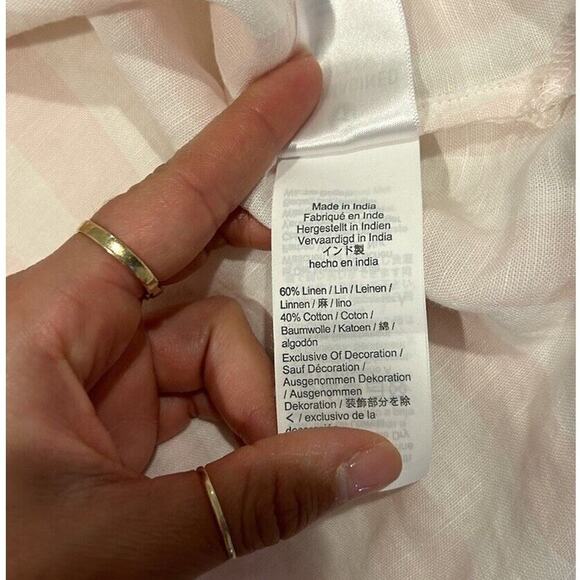 Made in India
Fabriqué en Inde
Hergestellt in Indien
Vervaardigd in India
インド製
hecho en india
60% Linen / Lin / Leinen /
Linnen / 麻 / lino
40% Cotton / Coton /
Baumwolle / Katoen / 綿 /
algodón
Exclusive Of Decoration /
Sauf Décoration /
Ausgenommen Dekoration
/ Ausgenommen
Dekoration / 装飾部分を除
く / exclusivo de la